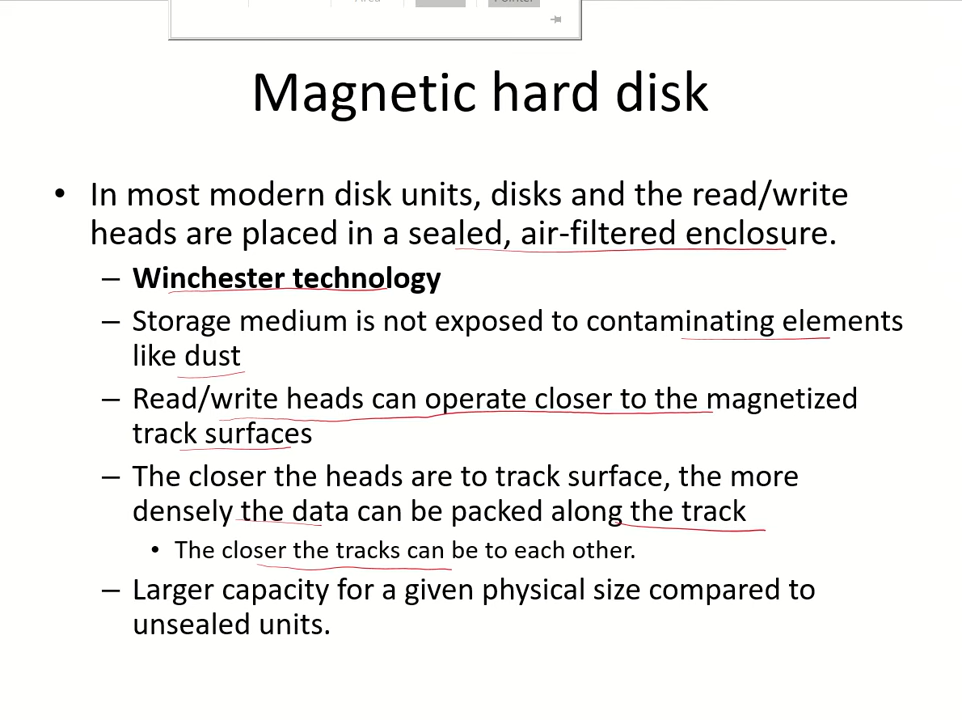 Magnetic hard disk
• In most modern disk units, disks and the read/write
heads are placed in a sealed, air-filtered enclosure.
– Winchester technology
– Storage medium is not exposed to contaminating elements
like dust
– Read/write heads can operate closer to the magnetized
track surfaces
– The closer the heads are to track surface, the more
densely the data can be packed along the track
• The closer the tracks can be to each other.
– Larger capacity for a given physical size compared to
unsealed units.